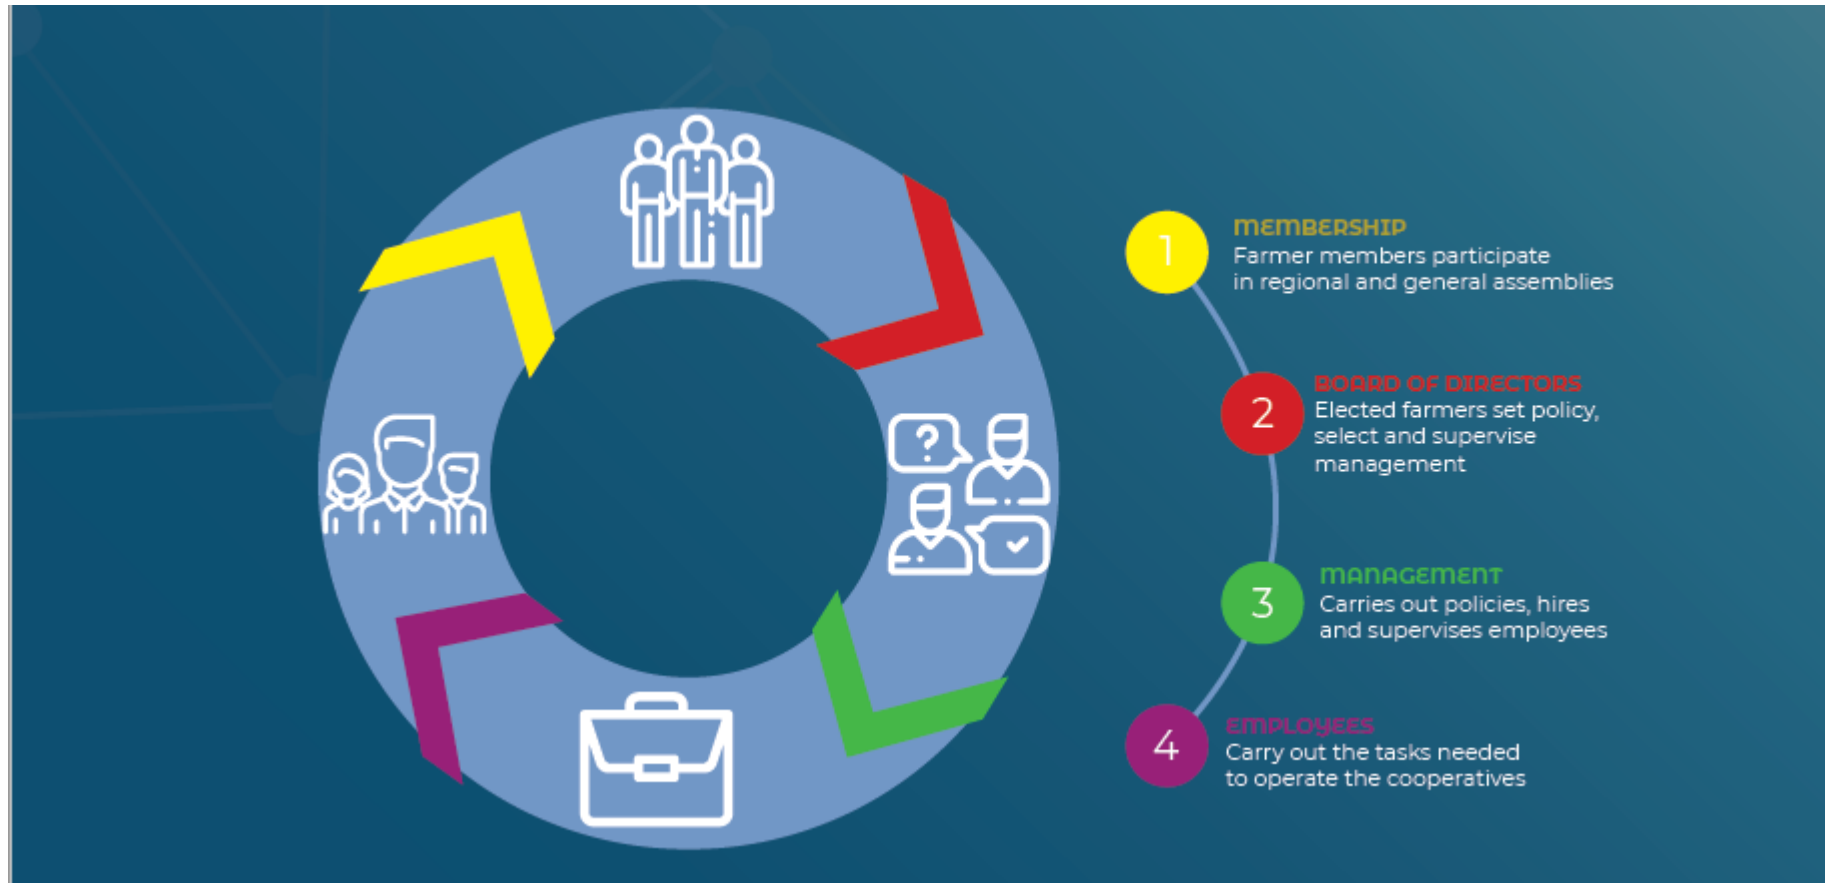 1
MEMBERSHIP
Farmer members participate
in regional and general assemblies
2
BOARD OF DIRECTORS
Elected farmers set policy,
select and supervise
management
3
MANAGEMENT
Carries out policies, hires
and supervises employees
4
EMPLOYEES
Carry out the tasks needed
to operate the cooperatives
?